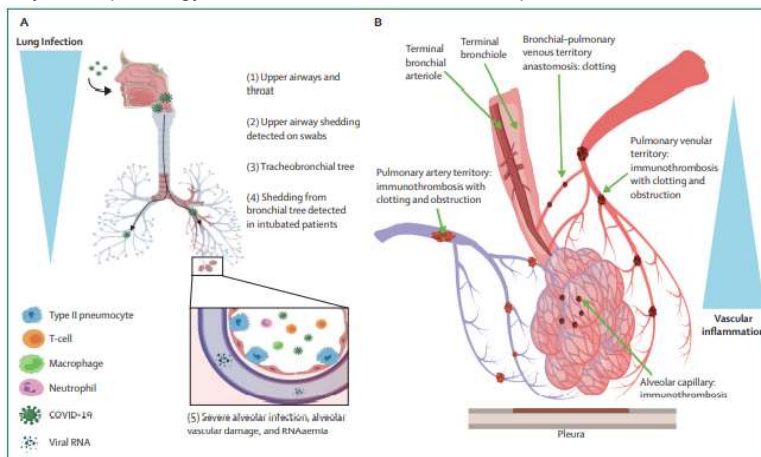 A
Lung Infection
(1) Upper airways and
throat
(2) Upper airway shedding
detected on swabs
(3) Tracheobronchial tree
(4) Shedding from
bronchial tree detected
in intubated patients
Type II pneumocyte
T-cell
Macrophage
Neutrophil
COVID-19
Viral RNA
(5) Severe alveolar infection, alveolar
vascular damage, and RNAaemia
B
Terminal
bronchial
arteriole
Terminal
bronchiole
Bronchial–pulmonary
venous territory
anastomosis: clotting
Pulmonary artery territory:
immunothrombosis with
clotting and obstruction
Pulmonary venular
territory:
immunothrombosis
with clotting and
obstruction
Vascular
inflammation
Alveolar capillary:
immunothrombosis
Pleura